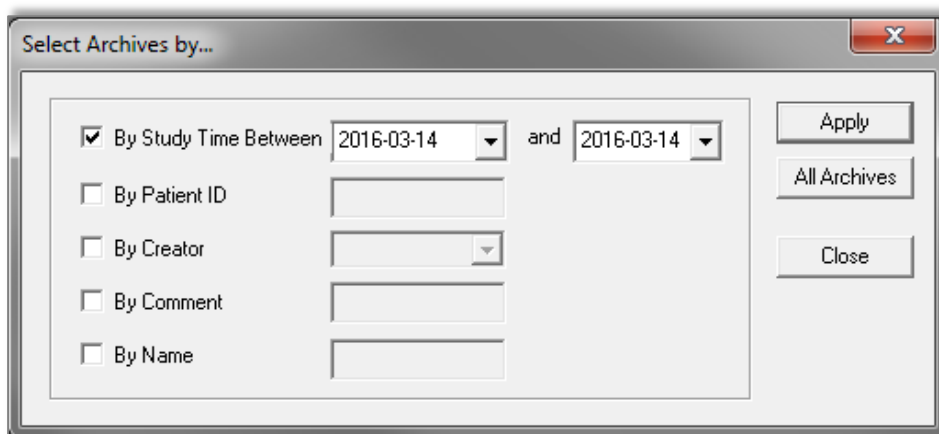 Select Archives by...
By Study Time Between 2016-03-14 and 2016-03-14
Apply
By Patient ID
All Archives
By Creator
Close
By Comment
By Name